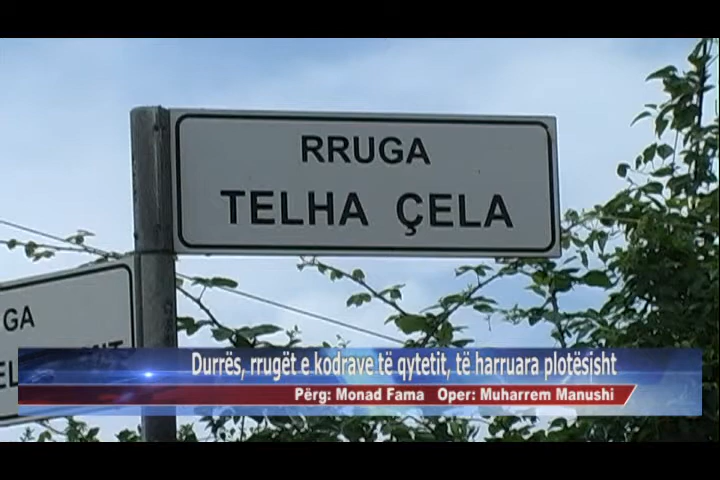 RRUGA
TELHA ÇELA
GA
Durrës, rrugët e kodrave të qytetit, të harruara plotësisht
Përg: Monad Fama Oper: Muharrem Manushi